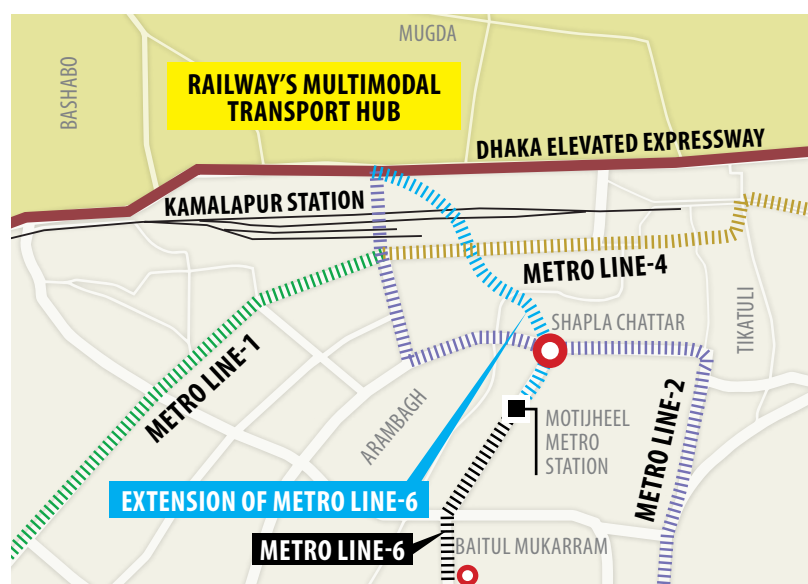 MUGDA
BASHABO
RAILWAY'S MULTIMODAL
TRANSPORT HUB
DHAKA ELEVATED EXPRESSWAY
KAMALAPUR STATION
METRO LINE-4
METRO LINE-1
SHAPLA CHATTAR
TIKATULI
ARAMBAGH
MOTIJHEEL
METRO
STATION
METRO LINE-2
EXTENSION OF METRO LINE-6
METRO LINE-6
BAITUL MUKARRAM